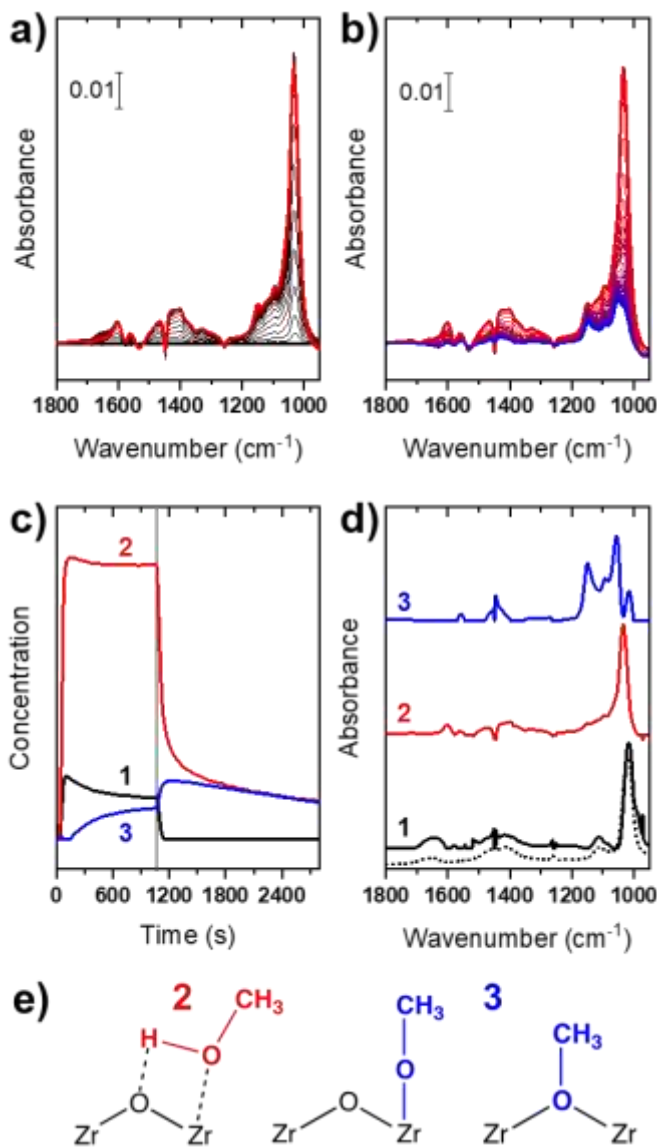 a)
0.01
Absorbance
1800 1600 1400 1200 1000
Wavenumber (cm⁻¹)
b)
0.01
Absorbance
1800 1600 1400 1200 1000
Wavenumber (cm⁻¹)
c)
2
1
3
Concentration
0 600 1200 1800 2400
Time (s)
d)
3
2
1
Absorbance
1800 1600 1400 1200 1000
Wavenumber (cm⁻¹)
e)
2
CH₃
H
O
O
Zr Zr
3
CH₃
O
O
Zr Zr
CH₃
O
Zr Zr